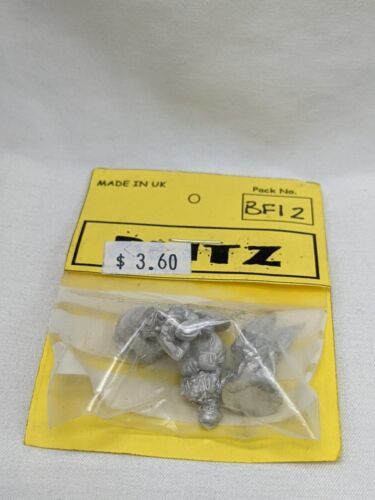 MADE IN UK
Pack No.
BF12
$ 3.60